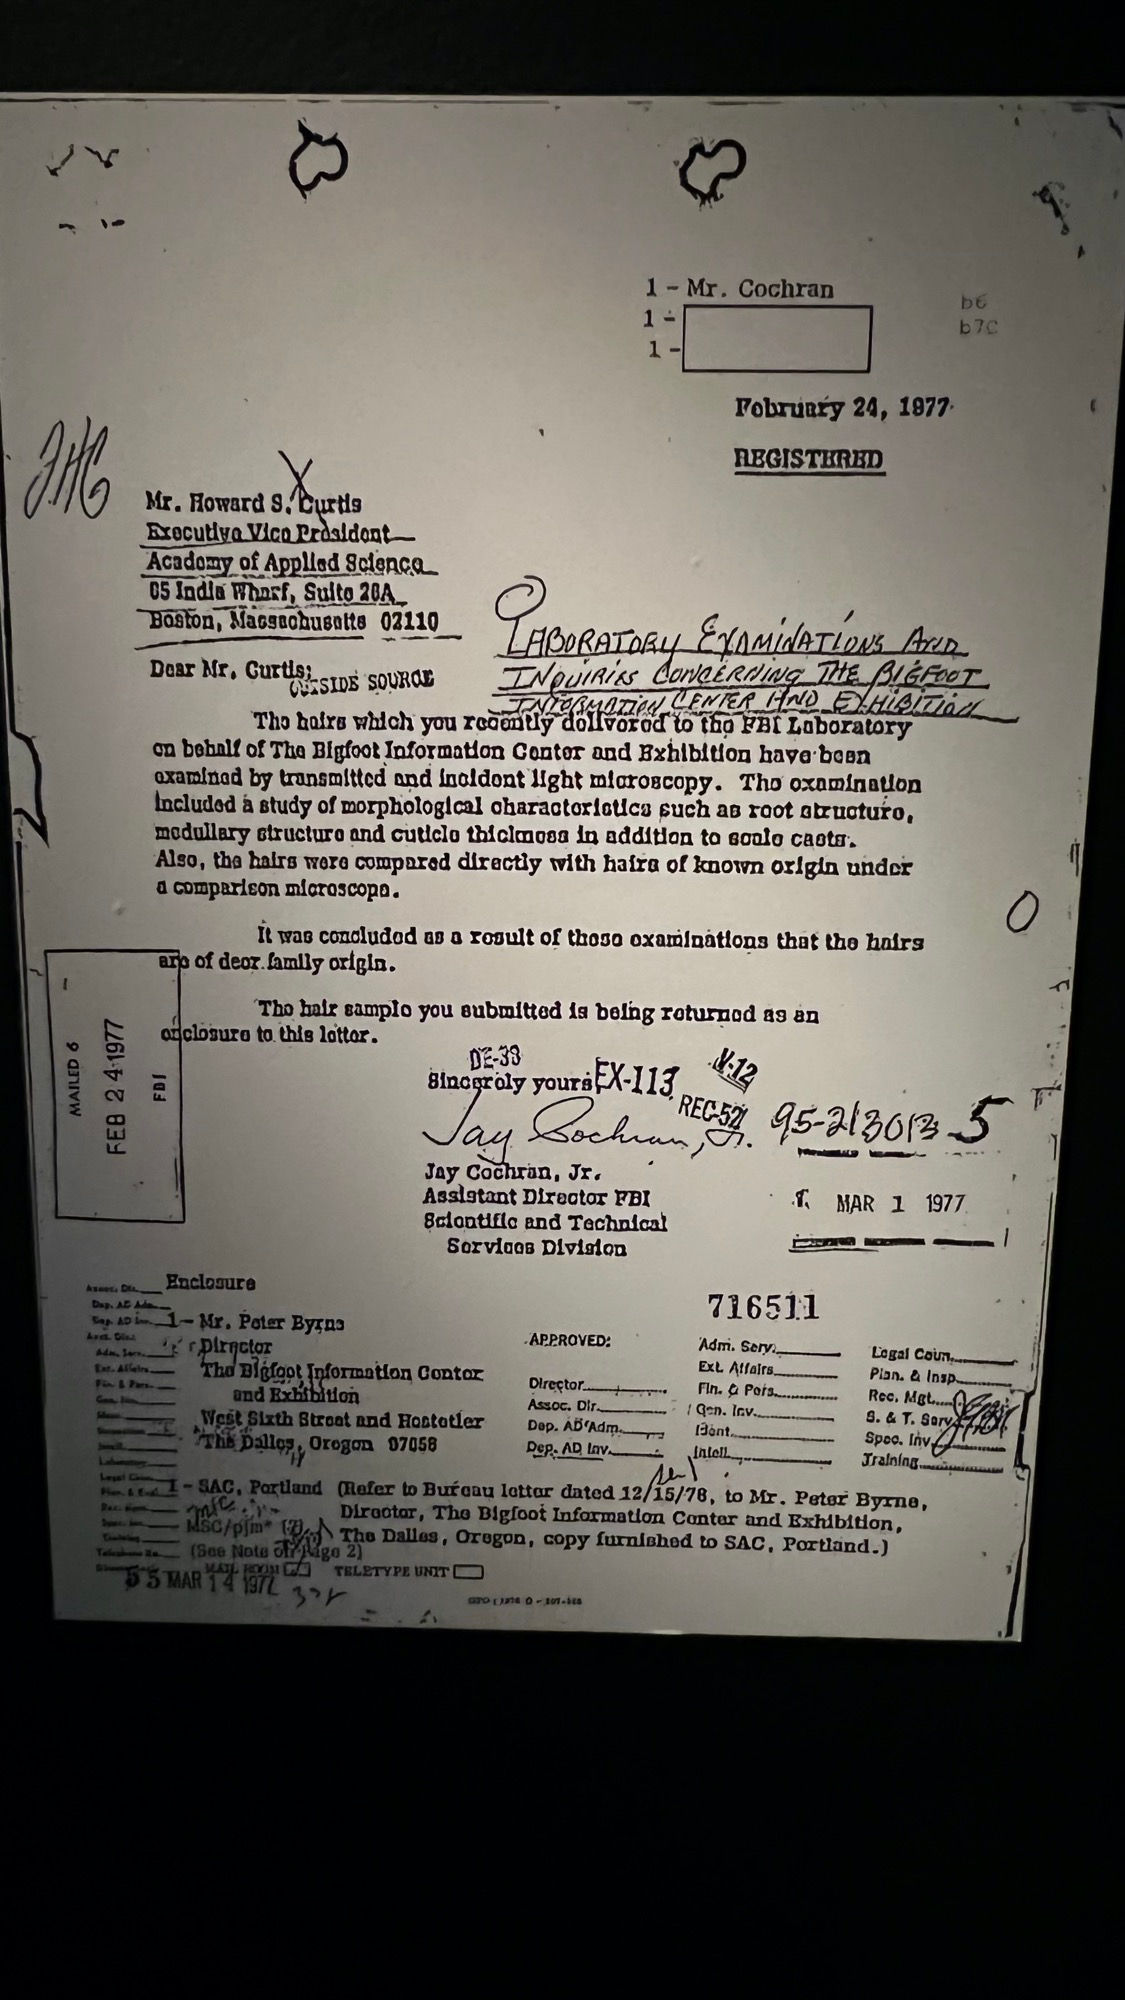 1 - Mr. Cochran
1 -
1 -
b6
b7C
February 24, 1977
REGISTERED
Mr. Howard S. Curtis
Executive Vice President
Academy of Applied Science
65 India Wharf, Suite 20A
Boston, Massachusetts 02110
LABORATORY EXAMINATIONS AND
INQUIRIES CONCERNING THE BIGFOOT
INFORMATION CENTER AND EXHIBITION
Dear Mr. Curtis:
OUTSIDE SOURCE
The hairs which you recently delivered to the FBI Laboratory
on behalf of The Bigfoot Information Center and Exhibition have been
examined by transmitted and incident light microscopy. The examination
included a study of morphological characteristics such as root structure,
medullary structure and cuticle thickness in addition to scale casts.
Also, the hairs were compared directly with hairs of known origin under
a comparison microscope.
It was concluded as a result of these examinations that the hairs
are of deer family origin.
The hair sample you submitted is being returned as an
enclosure to this letter.
MAILED 6
FEB 24 1977
FBI
DE-33
Sincerely yours,
EX-113
V-12
REC-52
95-213013-5
Jay Cochran, Jr.
Jay Cochran, Jr.
Assistant Director FBI
Scientific and Technical
Services Division
MAR 1 1977
Enclosure
716511
1 - Mr. Peter Byrne
Director
The Bigfoot Information Center
and Exhibition
West Sixth Street and Hostetler
The Dalles, Oregon 97058
APPROVED:
Director
Assoc. Dir.
Dep. AD Adm.
Dep. AD Inv.
Adm. Serv.
Ext. Affairs
Fin. & Pers.
Gen. Inv.
Ident.
Intell.
Legal Coun.
Plan. & Insp.
Rec. Mgt.
S. & T. Serv.
Spec. Inv.
Training
1 - SAC, Portland (Refer to Bureau letter dated 12/15/76, to Mr. Peter Byrne,
Director, The Bigfoot Information Center and Exhibition,
The Dalles, Oregon, copy furnished to SAC, Portland.)
MSC/pjm* (7)
(See Note on Page 2)
MAIL ROOM
TELETYPE UNIT
55 MAR 14 1977